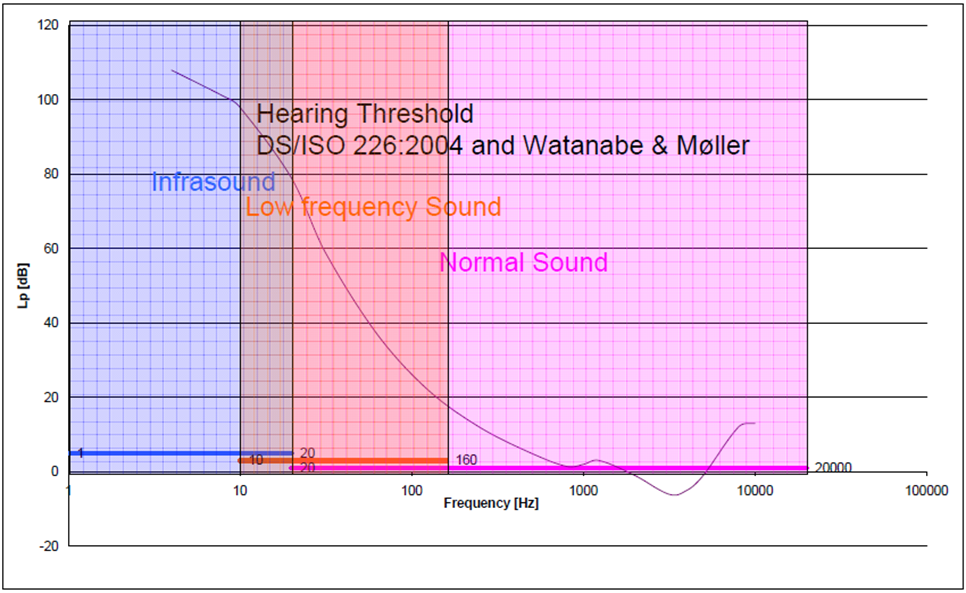 120
100
80
60
40
20
0
-20
Lp [dB]
Hearing Threshold
DS/ISO 226:2004 and Watanabe & Møller
Infrasound
Low frequency Sound
Normal Sound
1
20
10
160
20
20000
1
10
100
1000
10000
100000
Frequency [Hz]